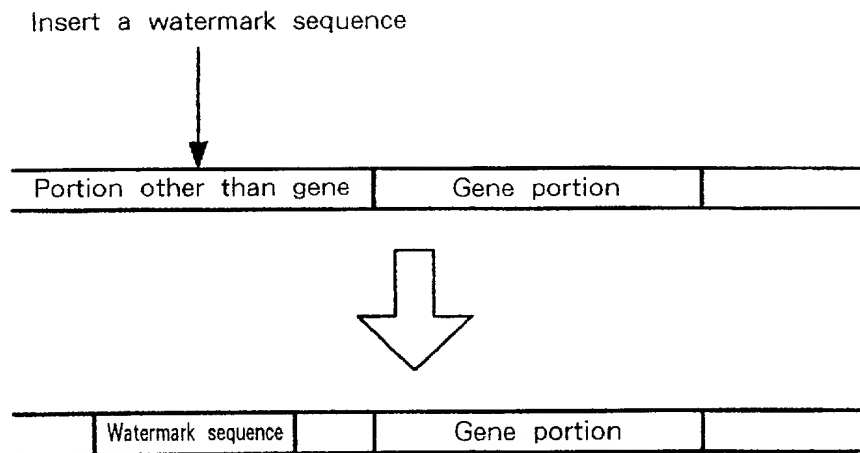 Insert a watermark sequence
Portion other than gene
Gene portion
Watermark sequence
Gene portion